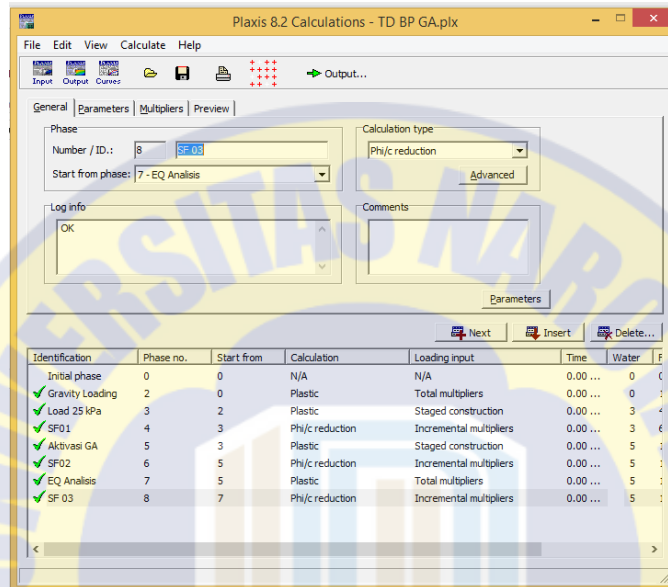 Plaxis 8.2 Calculations - TD BP GA.plx
File Edit View Calculate Help
Input Output Curves Output...
General Parameters Multipliers Preview
Phase
Number / ID.: 8 SF 03
Start from phase: 7 - EQ Analisis
Calculation type
Phi/c reduction
Advanced
Log info
OK
Comments
Parameters
Next Insert Delete...
Identification Phase no. Start from Calculation Loading input Time Water F
Initial phase 0 0 N/A N/A 0.00 ... 0
Gravity Loading 2 0 Plastic Total multipliers 0.00 ... 0
Load 25 kPa 3 2 Plastic Staged construction 0.00 ... 3
SF01 4 3 Phi/c reduction Incremental multipliers 0.00 ... 3
Aktivasi GA 5 3 Plastic Staged construction 0.00 ... 5
SF02 6 5 Phi/c reduction Incremental multipliers 0.00 ... 5
EQ Analisis 7 5 Plastic Total multipliers 0.00 ... 5
SF 03 8 7 Phi/c reduction Incremental multipliers 0.00 ... 5